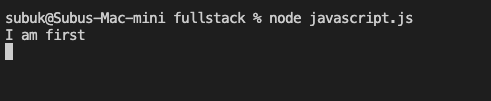 subuk@Subus-Mac-mini fullstack % node javascript.js
I am first